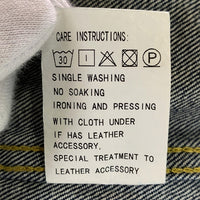 CARE INSTRUCTIONS:
30 P
SINGLE WASHING
NO SOAKING
IRONING AND PRESSING
WITH CLOTH UNDER
IF HAS LEATHER
ACCESSORY.
SPECIAL TREATMENT TO
LEATHER ACCESSORY